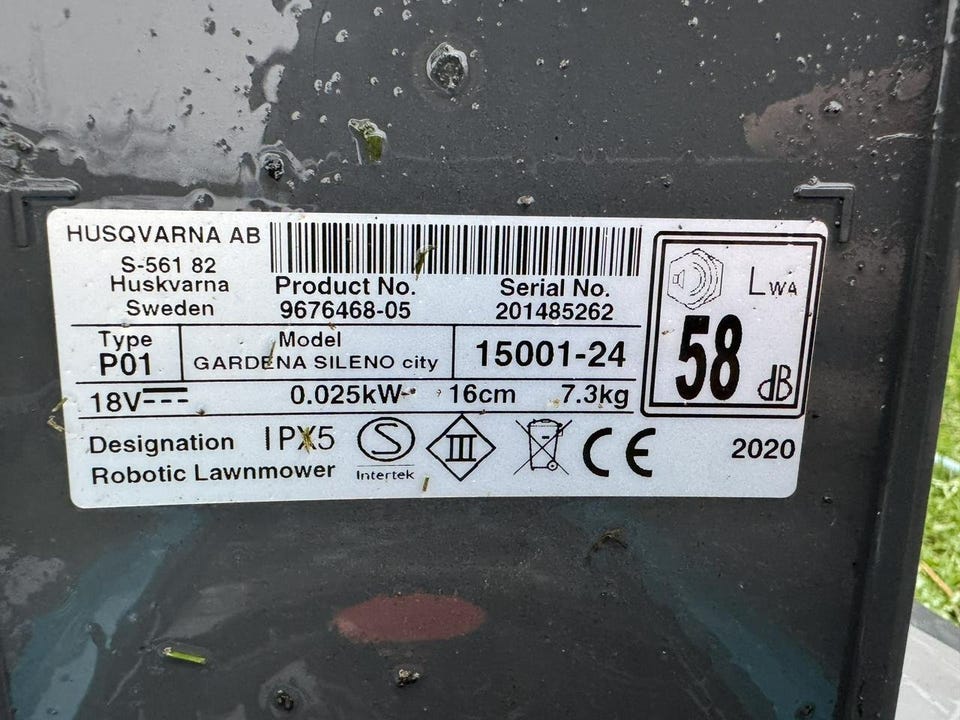 HUSQVARNA AB
S-561 82
Huskvarna
Sweden
Product No.
9676468-05
Serial No.
201485262
LWA
58 dB
Type
P01
Model
GARDENA SILENO city
15001-24
18V
0.025kW
16cm
7.3kg
Designation
Robotic Lawnmower
IPX5
S
Intertek
III
CE
2020